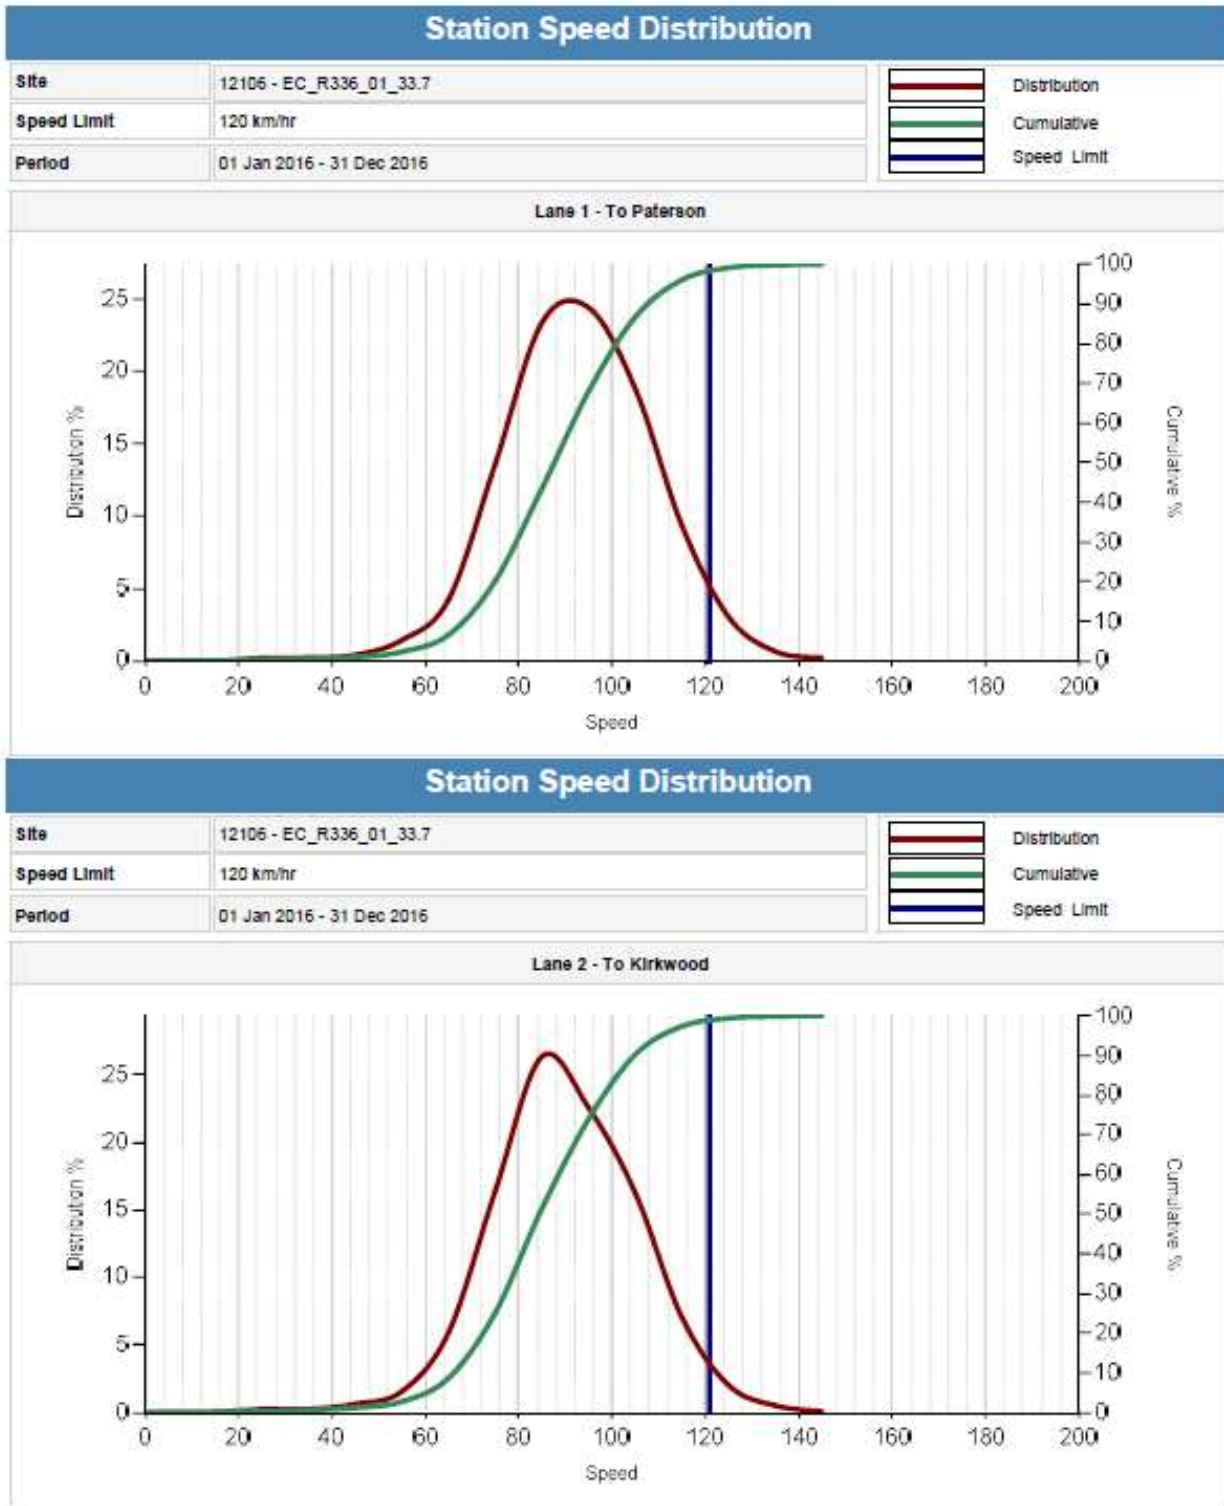 Station Speed Distribution
Site 12106 - EC_R336_01_33.7
Speed Limit 120 km/hr
Period 01 Jan 2016 - 31 Dec 2016
Distribution
Cumulative
Speed Limit
Lane 1 - To Paterson
Distribution %
25
20
15
10
5
0
100
90
80
70
60
50
40
30
20
10
0
Cumulative %
0 20 40 60 80 100 120 140 160 180 200
Speed
Station Speed Distribution
Site 12106 - EC_R336_01_33.7
Speed Limit 120 km/hr
Period 01 Jan 2016 - 31 Dec 2016
Distribution
Cumulative
Speed Limit
Lane 2 - To Kirkwood
Distribution %
25
20
15
10
5
0
100
90
80
70
60
50
40
30
20
10
0
Cumulative %
0 20 40 60 80 100 120 140 160 180 200
Speed